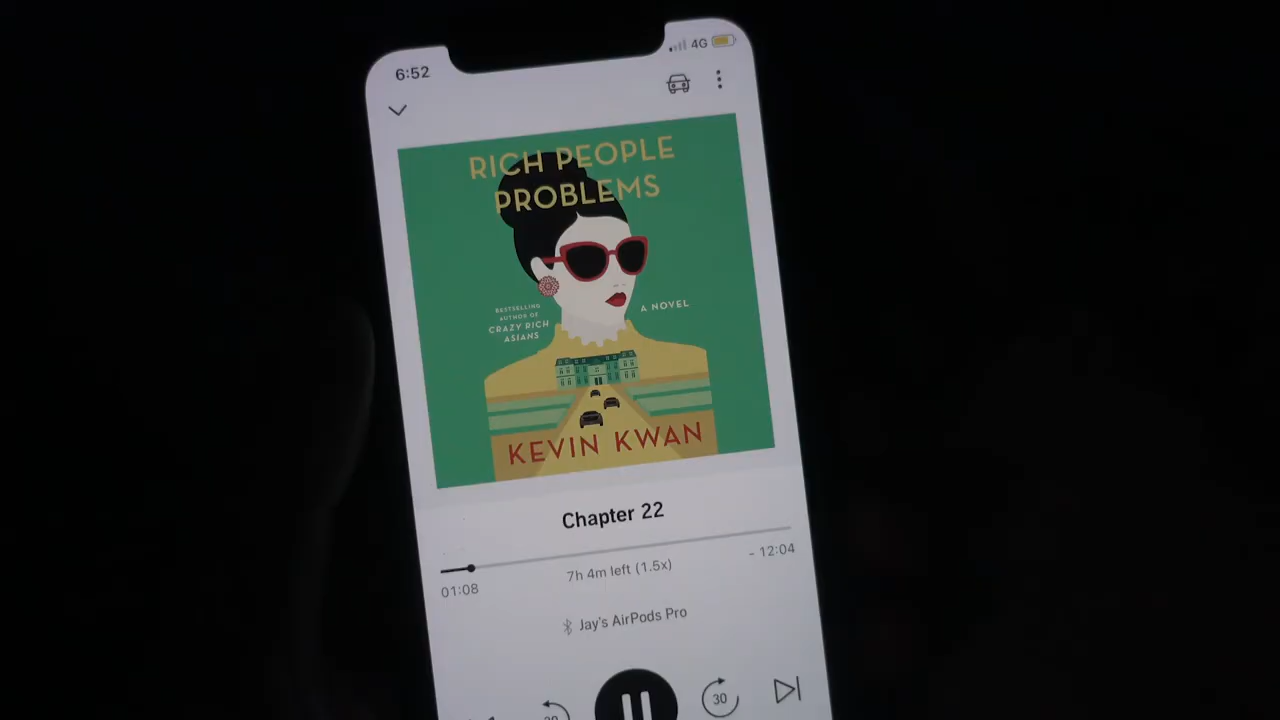 6:52
4G
RICH PEOPLE
PROBLEMS
BESTSELLING
AUTHOR OF
CRAZY RICH
ASIANS
A NOVEL
KEVIN KWAN
Chapter 22
01:08
7h 4m left (1.5x)
- 12:04
Jay's AirPods Pro
30